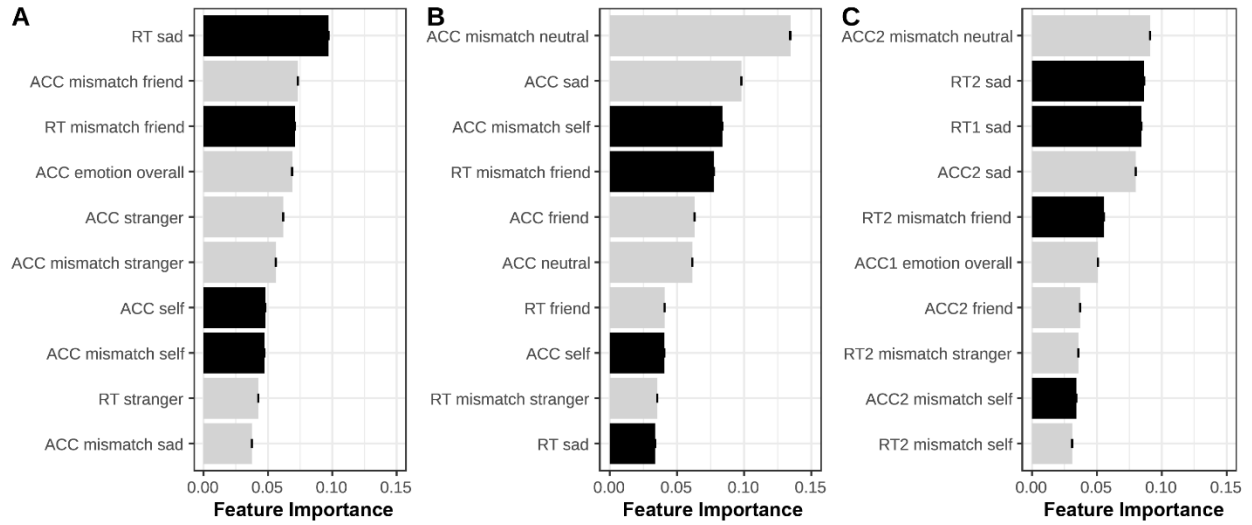 A
RT sad
ACC mismatch friend
RT mismatch friend
ACC emotion overall
ACC stranger
ACC mismatch stranger
ACC self
ACC mismatch self
RT stranger
ACC mismatch sad
0.00 0.05 0.10 0.15
Feature Importance
B
ACC mismatch neutral
ACC sad
ACC mismatch self
RT mismatch friend
ACC friend
ACC neutral
RT friend
ACC self
RT mismatch stranger
RT sad
0.00 0.05 0.10 0.15
Feature Importance
C
ACC2 mismatch neutral
RT2 sad
RT1 sad
ACC2 sad
RT2 mismatch friend
ACC1 emotion overall
ACC2 friend
RT2 mismatch stranger
ACC2 mismatch self
RT2 mismatch self
0.00 0.05 0.10 0.15
Feature Importance